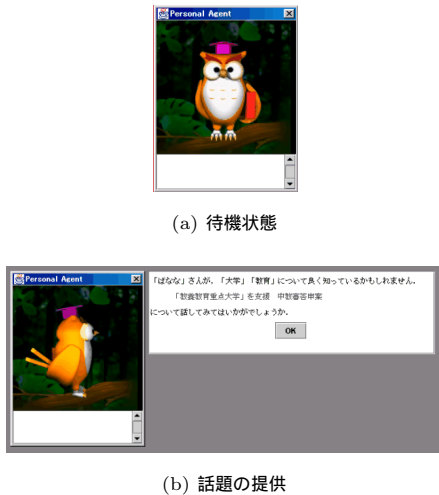 Personal Agent
(a) 待機状態
Personal Agent
「ばなな」さんが、「大学」「教育」について良く知っているかもしれません。
「教養教育重点大学」を支援 中教審答申案
について話してみてはいかがでしょうか。
OK
(b) 話題の提供